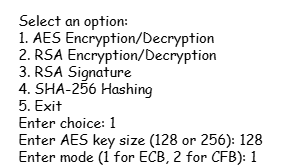 Select an option:
1. AES Encryption/Decryption
2. RSA Encryption/Decryption
3. RSA Signature
4. SHA-256 Hashing
5. Exit
Enter choice: 1
Enter AES key size (128 or 256): 128
Enter mode (1 for ECB, 2 for CFB): 1